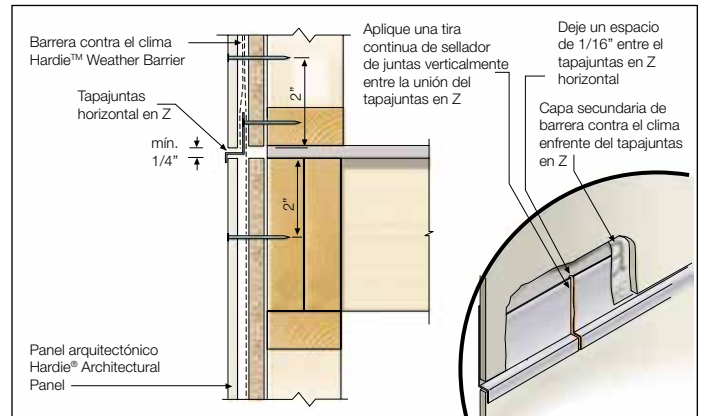 Barrera contra el clima
Hardie™ Weather Barrier
Tapajuntas
horizontal en Z
mín.
1/4"
2"
2"
Panel arquitectónico
Hardie® Architectural
Panel
Aplique una tira
continua de sellador
de juntas verticalmente
entre la unión del
tapajuntas en Z
Deje un espacio
de 1/16" entre el
tapajuntas en Z
horizontal
Capa secundaria de
barrera contra el clima
enfrente del tapajuntas
en Z